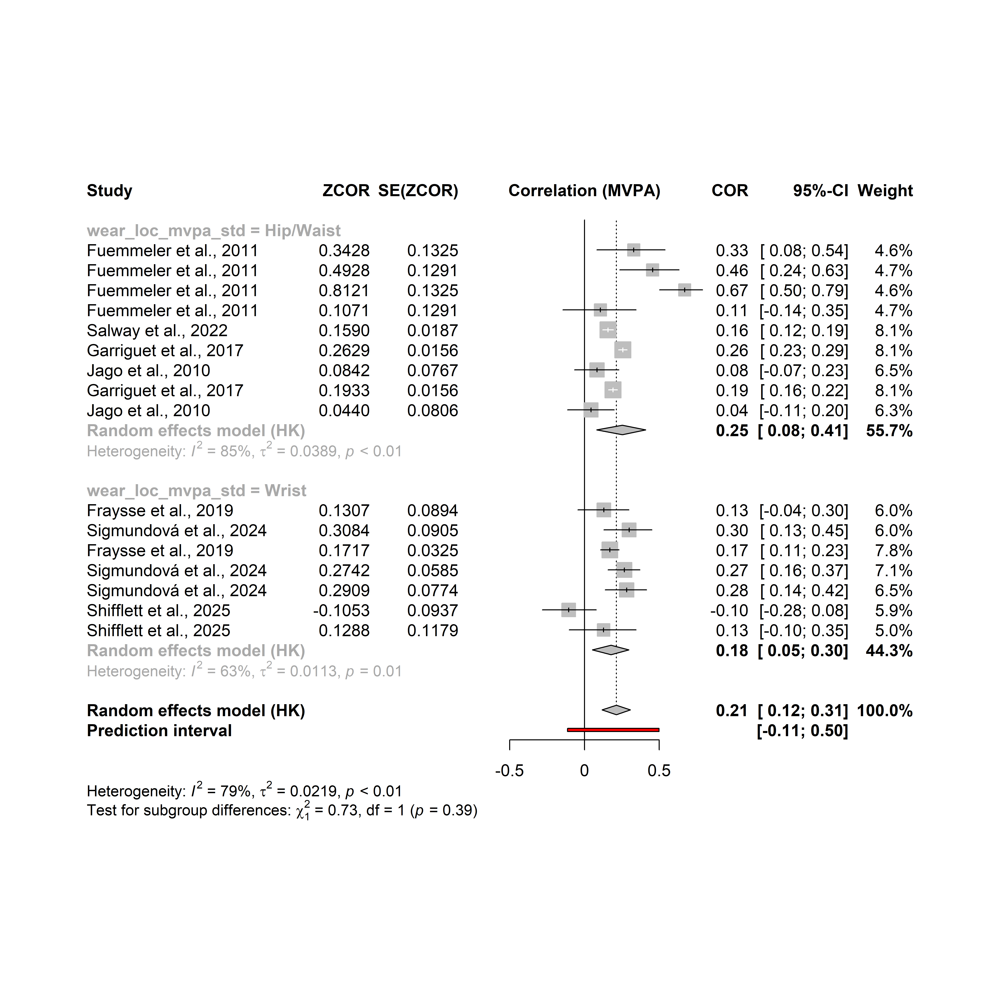 Study ZCOR SE(ZCOR) Correlation (MVPA) COR 95%-CI Weight
wear_loc_mvpa_std = Hip/Waist
Fuemmeler et al., 2011 0.3428 0.1325 0.33 [ 0.08; 0.54] 4.6%
Fuemmeler et al., 2011 0.4928 0.1291 0.46 [ 0.24; 0.63] 4.7%
Fuemmeler et al., 2011 0.8121 0.1325 0.67 [ 0.50; 0.79] 4.6%
Fuemmeler et al., 2011 0.1071 0.1291 0.11 [-0.14; 0.35] 4.7%
Salway et al., 2022 0.1590 0.0187 0.16 [ 0.12; 0.19] 8.1%
Garriguet et al., 2017 0.2629 0.0156 0.26 [ 0.23; 0.29] 8.1%
Jago et al., 2010 0.0842 0.0767 0.08 [-0.07; 0.23] 6.5%
Garriguet et al., 2017 0.1933 0.0156 0.19 [ 0.16; 0.22] 8.1%
Jago et al., 2010 0.0440 0.0806 0.04 [-0.11; 0.20] 6.3%
Random effects model (HK) 0.25 [ 0.08; 0.41] 55.7%
Heterogeneity: I² = 85%, τ² = 0.0389, p < 0.01
wear_loc_mvpa_std = Wrist
Fraysse et al., 2019 0.1307 0.0894 0.13 [-0.04; 0.30] 6.0%
Sigmundová et al., 2024 0.3084 0.0905 0.30 [ 0.13; 0.45] 6.0%
Fraysse et al., 2019 0.1717 0.0325 0.17 [ 0.11; 0.23] 7.8%
Sigmundová et al., 2024 0.2742 0.0585 0.27 [ 0.16; 0.37] 7.1%
Sigmundová et al., 2024 0.2909 0.0774 0.28 [ 0.14; 0.42] 6.5%
Shifflett et al., 2025 -0.1053 0.0937 -0.10 [-0.28; 0.08] 5.9%
Shifflett et al., 2025 0.1288 0.1179 0.13 [-0.10; 0.35] 5.0%
Random effects model (HK) 0.18 [ 0.05; 0.30] 44.3%
Heterogeneity: I² = 63%, τ² = 0.0113, p = 0.01
Random effects model (HK) 0.21 [ 0.12; 0.31] 100.0%
Prediction interval [-0.11; 0.50]
-0.5 0 0.5
Heterogeneity: I² = 79%, τ² = 0.0219, p < 0.01
Test for subgroup differences: χ²₁ = 0.73, df = 1 (p = 0.39)